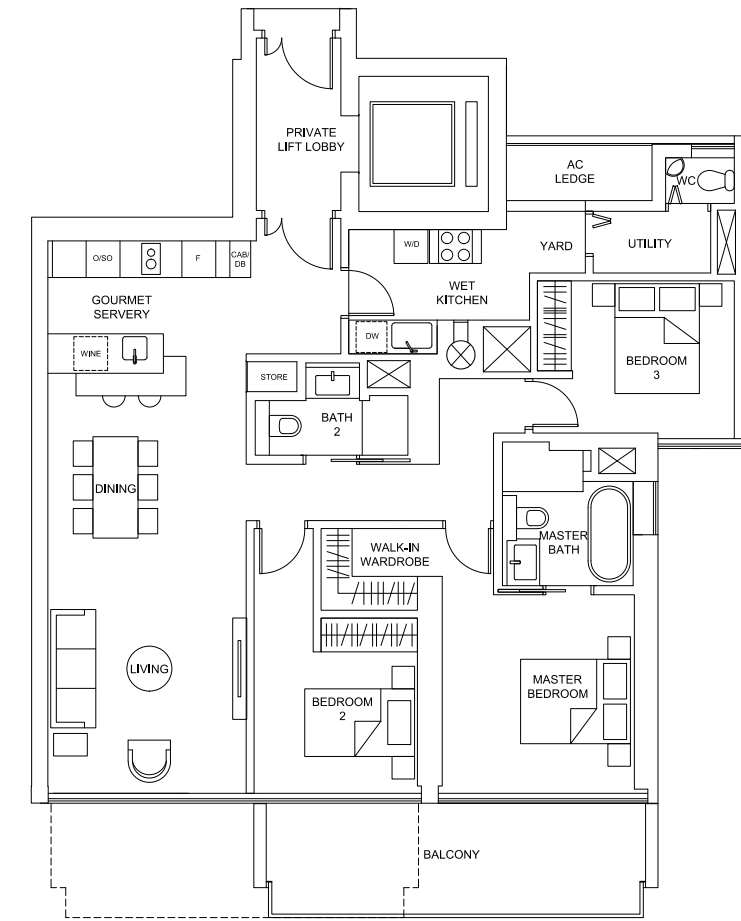 PRIVATE
LIFT LOBBY
AC
LEDGE
WC
W/D
YARD
UTILITY
O/SO
F
CAB/
DB
GOURMET
SERVERY
WET
KITCHEN
DW
WINE
STORE
BEDROOM
3
BATH
2
DINING
MASTER
BATH
WALK-IN
WARDROBE
LIVING
MASTER
BEDROOM
BEDROOM
2
BALCONY